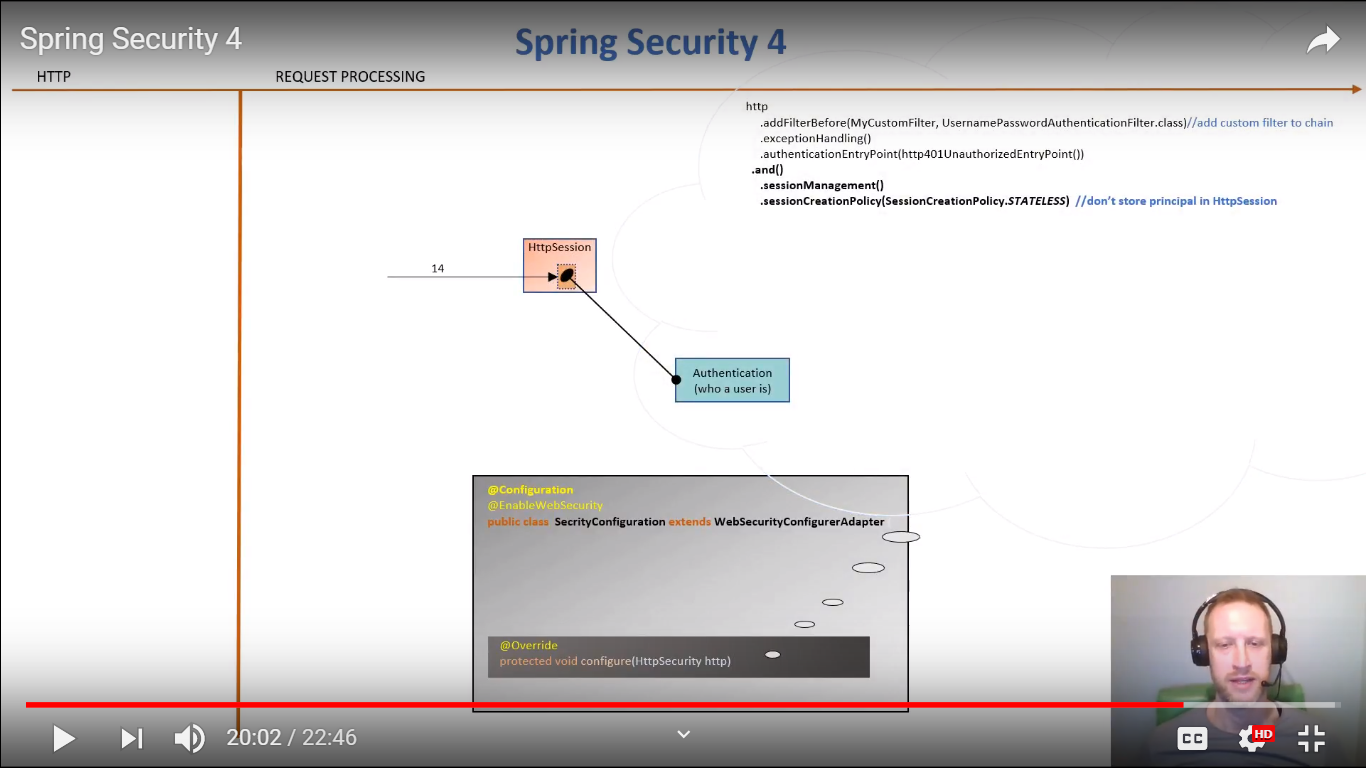 Spring Security 4
Spring Security 4
HTTP
REQUEST PROCESSING
http
.addFilterBefore(MyCustomFilter, UsernamePasswordAuthenticationFilter.class)//add custom filter to chain
.exceptionHandling()
.authenticationEntryPoint(http401UnauthorizedEntryPoint())
.and()
.sessionManagement()
.sessionCreationPolicy(SessionCreationPolicy.STATELESS) //don't store principal in HttpSession
HttpSession
14
Authentication
(who a user is)
@Configuration
@EnableWebSecurity
public class SecrityConfiguration extends WebSecurityConfigurerAdapter
@Override
protected void configure(HttpSecurity http)
20:02 / 22:46
CC
HD